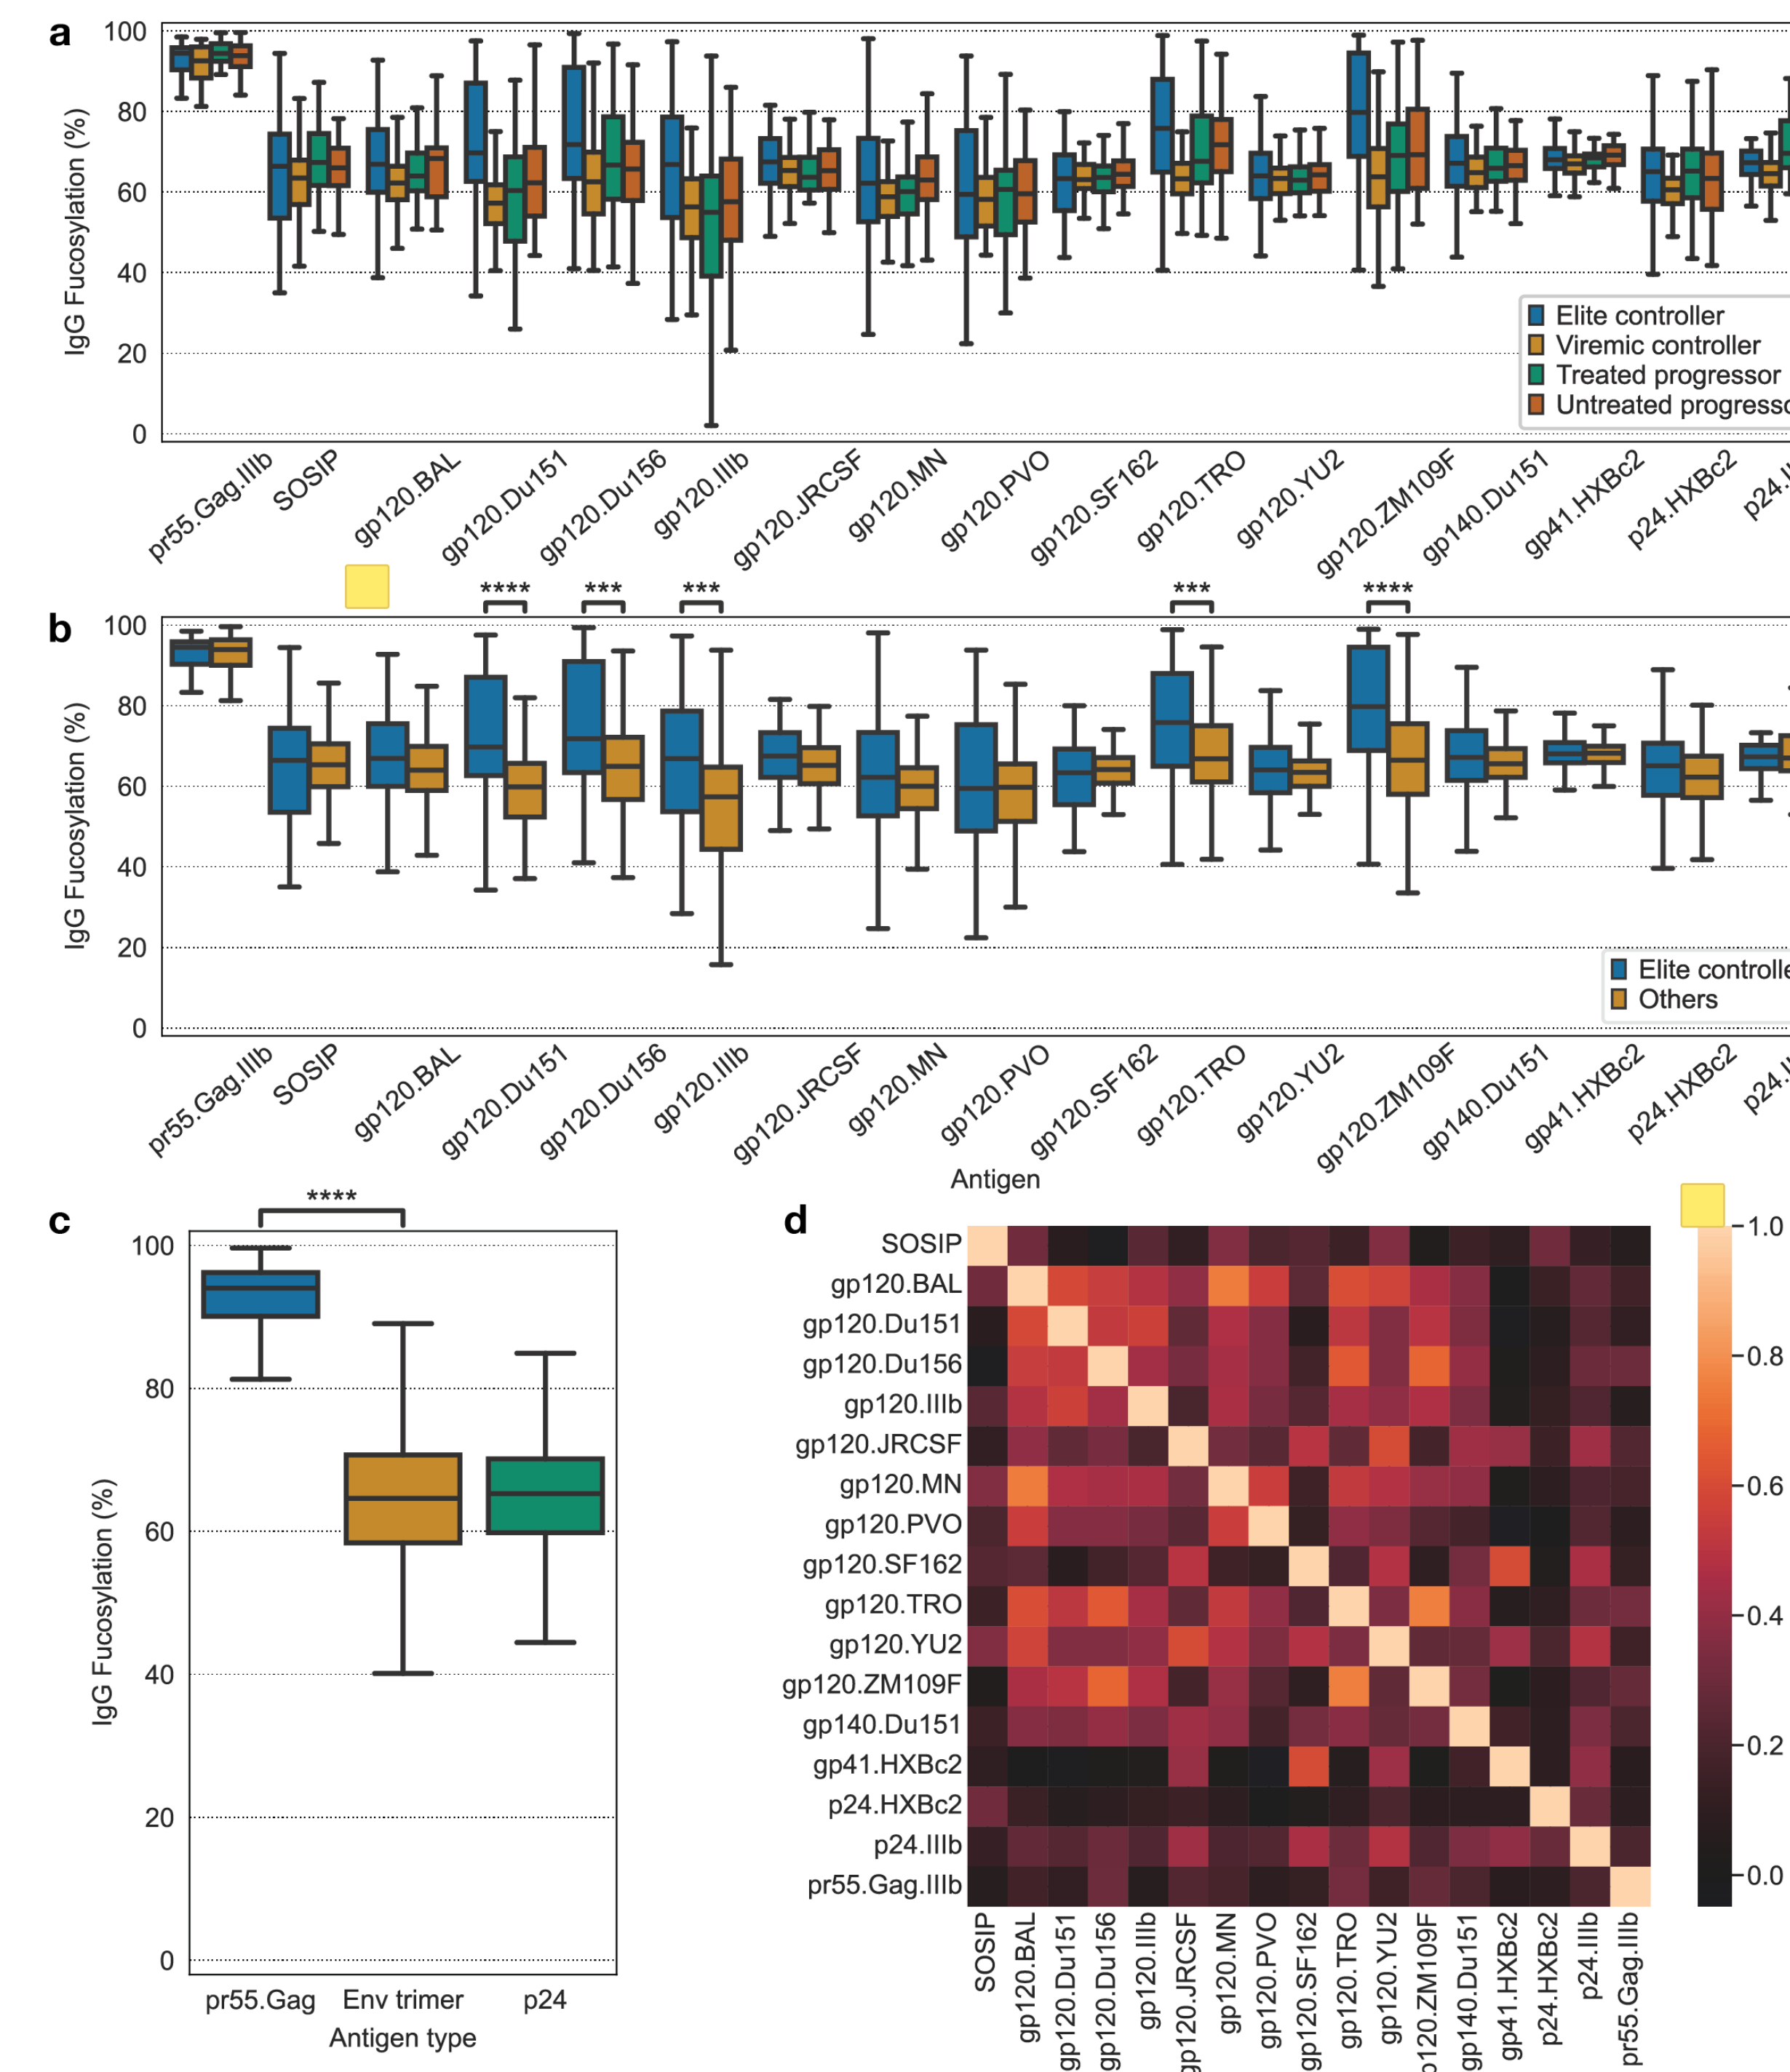 a
100
80
60
40
20
0
IgG Fucosylation (%)
Elite controller
Viremic controller
Treated progressor
Untreated
pr55.Gag.IIIb
SOSIP
gp120.BAL
gp120.Du151
gp120.Du156
gp120.IIIb
gp120.JRCSF
gp120.MN
gp120.PVO
gp120.SF162
gp120.TRO
gp120.YU2
gp120.ZM109F
gp140.Du151
gp41.HXBc2
p24.HXBc2
b
**** *** *** *** ****
100
80
60
40
20
0
IgG Fucosylation (%)
Elite
Others
pr55.Gag.IIIb
SOSIP
gp120.BAL
gp120.Du151
gp120.Du156
gp120.IIIb
gp120.JRCSF
gp120.MN
gp120.PVO
gp120.SF162
gp120.TRO
gp120.YU2
gp120.ZM109F
gp140.Du151
gp41.HXBc2
p24.HXBc2
Antigen
c
****
100
80
60
40
20
0
IgG Fucosylation (%)
pr55.Gag
Env trimer
p24
Antigen type
d
SOSIP
gp120.BAL
gp120.Du151
gp120.Du156
gp120.IIIb
gp120.JRCSF
gp120.MN
gp120.PVO
gp120.SF162
gp120.TRO
gp120.YU2
gp120.ZM109F
gp140.Du151
gp41.HXBc2
p24.HXBc2
p24.IIIb
pr55.Gag.IIIb
SOSIP
gp120.BAL
gp120.Du151
gp120.Du156
gp120.IIIb
gp120.JRCSF
gp120.MN
gp120.PVO
gp120.SF162
gp120.TRO
gp120.YU2
gp140.Du151
gp41.HXBc2
p24.HXBc2
p24.IIIb
pr55.Gag.IIIb
1.0
0.8
0.6
0.4
0.2
0.0